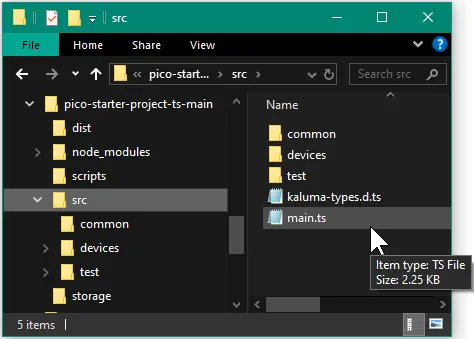 src
File Home Share View
« pico-start... › src › Search src
pico-starter-project-ts-main
dist
node_modules
scripts
src
common
devices
test
storage
Name
common
devices
test
kaluma-types.d.ts
main.ts
Item type: TS File
Size: 2.25 KB
5 items